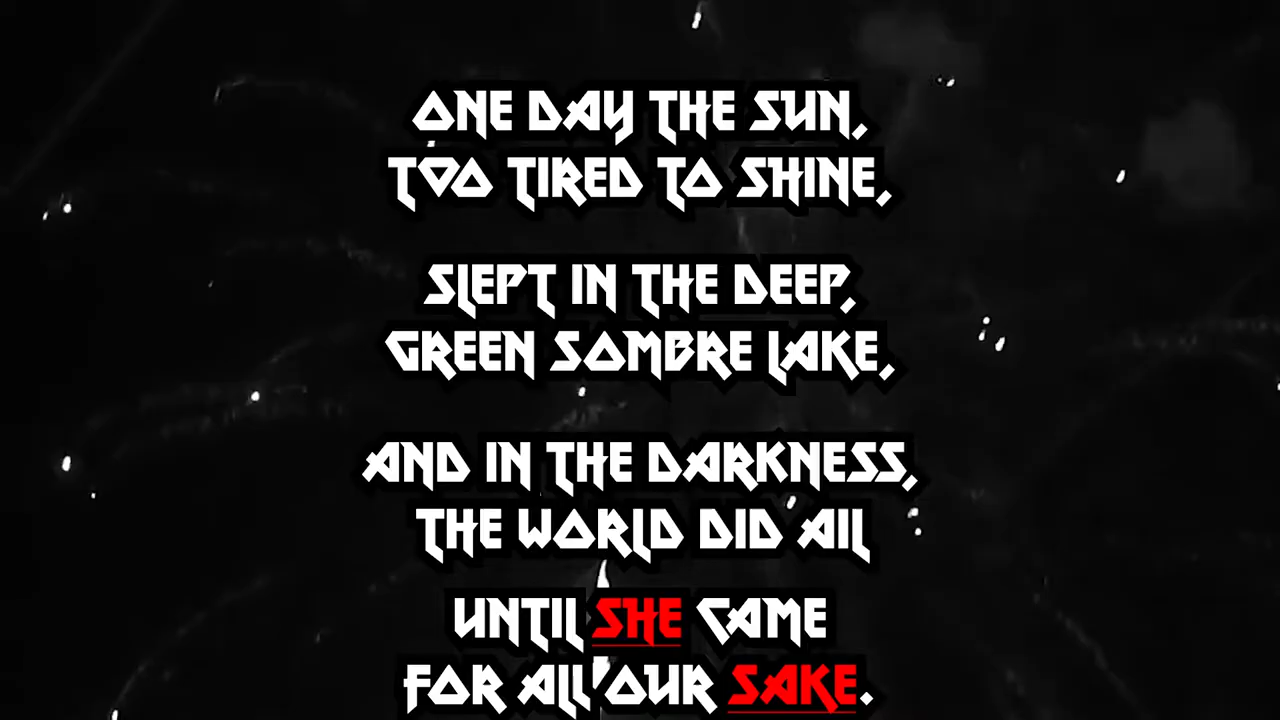 ONE DAY THE SUN,
TOO TIRED TO SHINE,
SLEPT IN THE DEEP,
GREEN SOMBRE LAKE,
AND IN THE DARKNESS,
THE WORLD DID AIL
UNTIL SHE CAME
FOR ALL OUR SAKE.